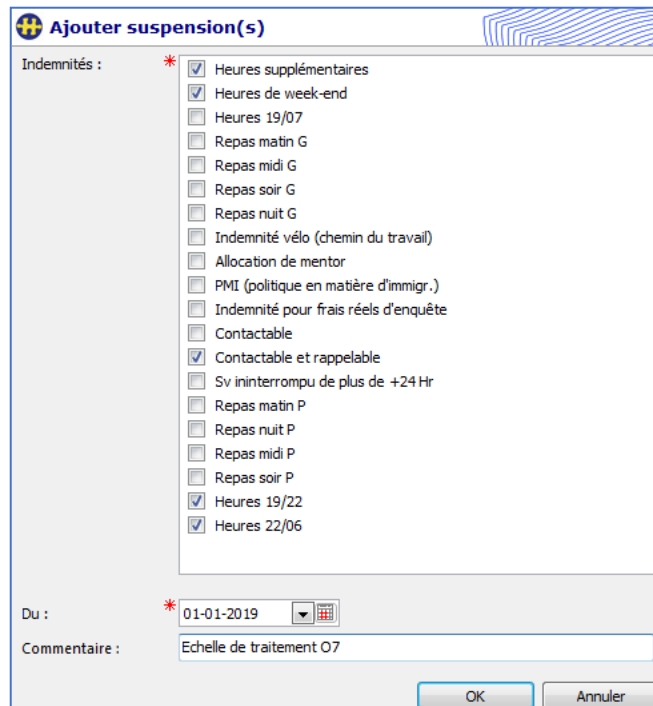 Ajouter suspension(s)
Indemnités : *
Heures supplémentaires
Heures de week-end
Heures 19/07
Repas matin G
Repas midi G
Repas soir G
Repas nuit G
Indemnité vélo (chemin du travail)
Allocation de mentor
PMI (politique en matière d'immigr.)
Indemnité pour frais réels d'enquête
Contactable
Contactable et rappelable
Sv ininterrompu de plus de +24 Hr
Repas matin P
Repas nuit P
Repas midi P
Repas soir P
Heures 19/22
Heures 22/06
Du : * 01-01-2019
Commentaire : Echelle de traitement O7
OK Annuler